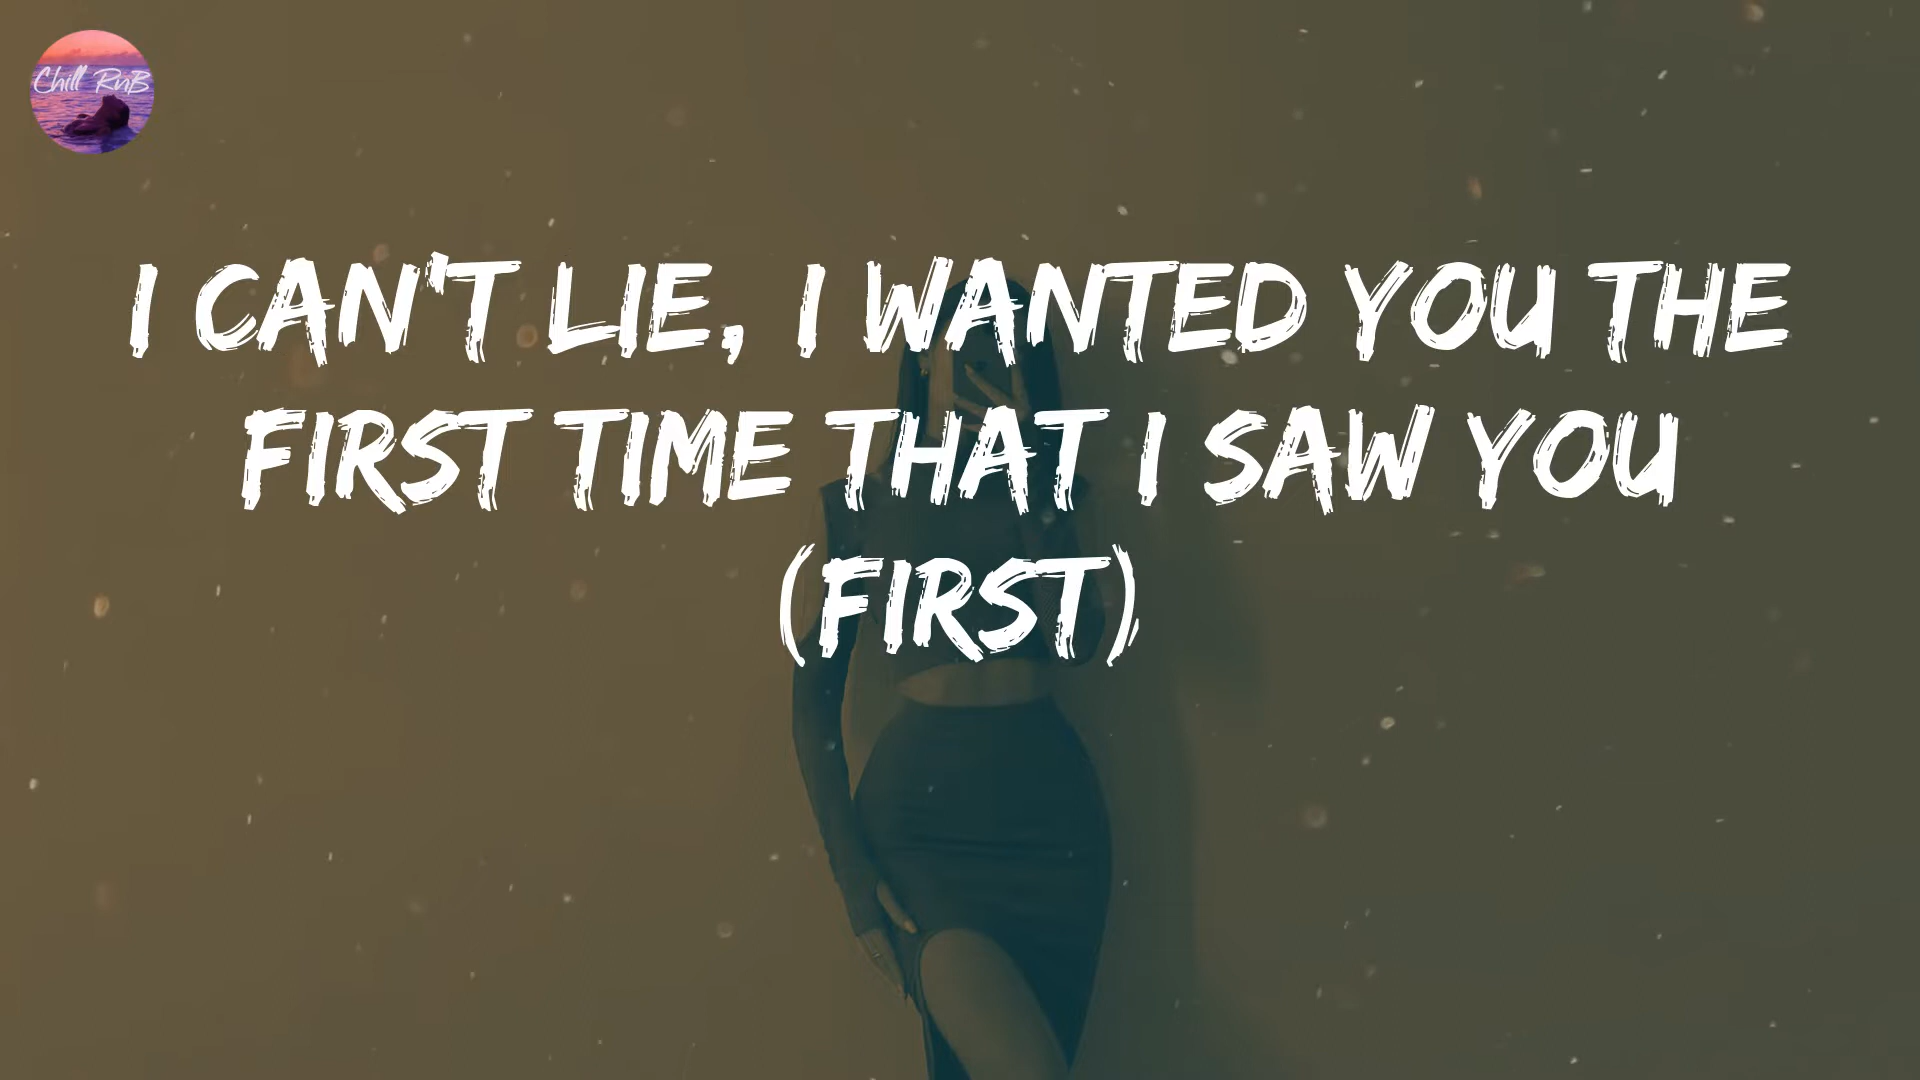 Chill RnB
I CAN'T LIE, I WANTED YOU THE
FIRST TIME THAT I SAW YOU
(FIRST)